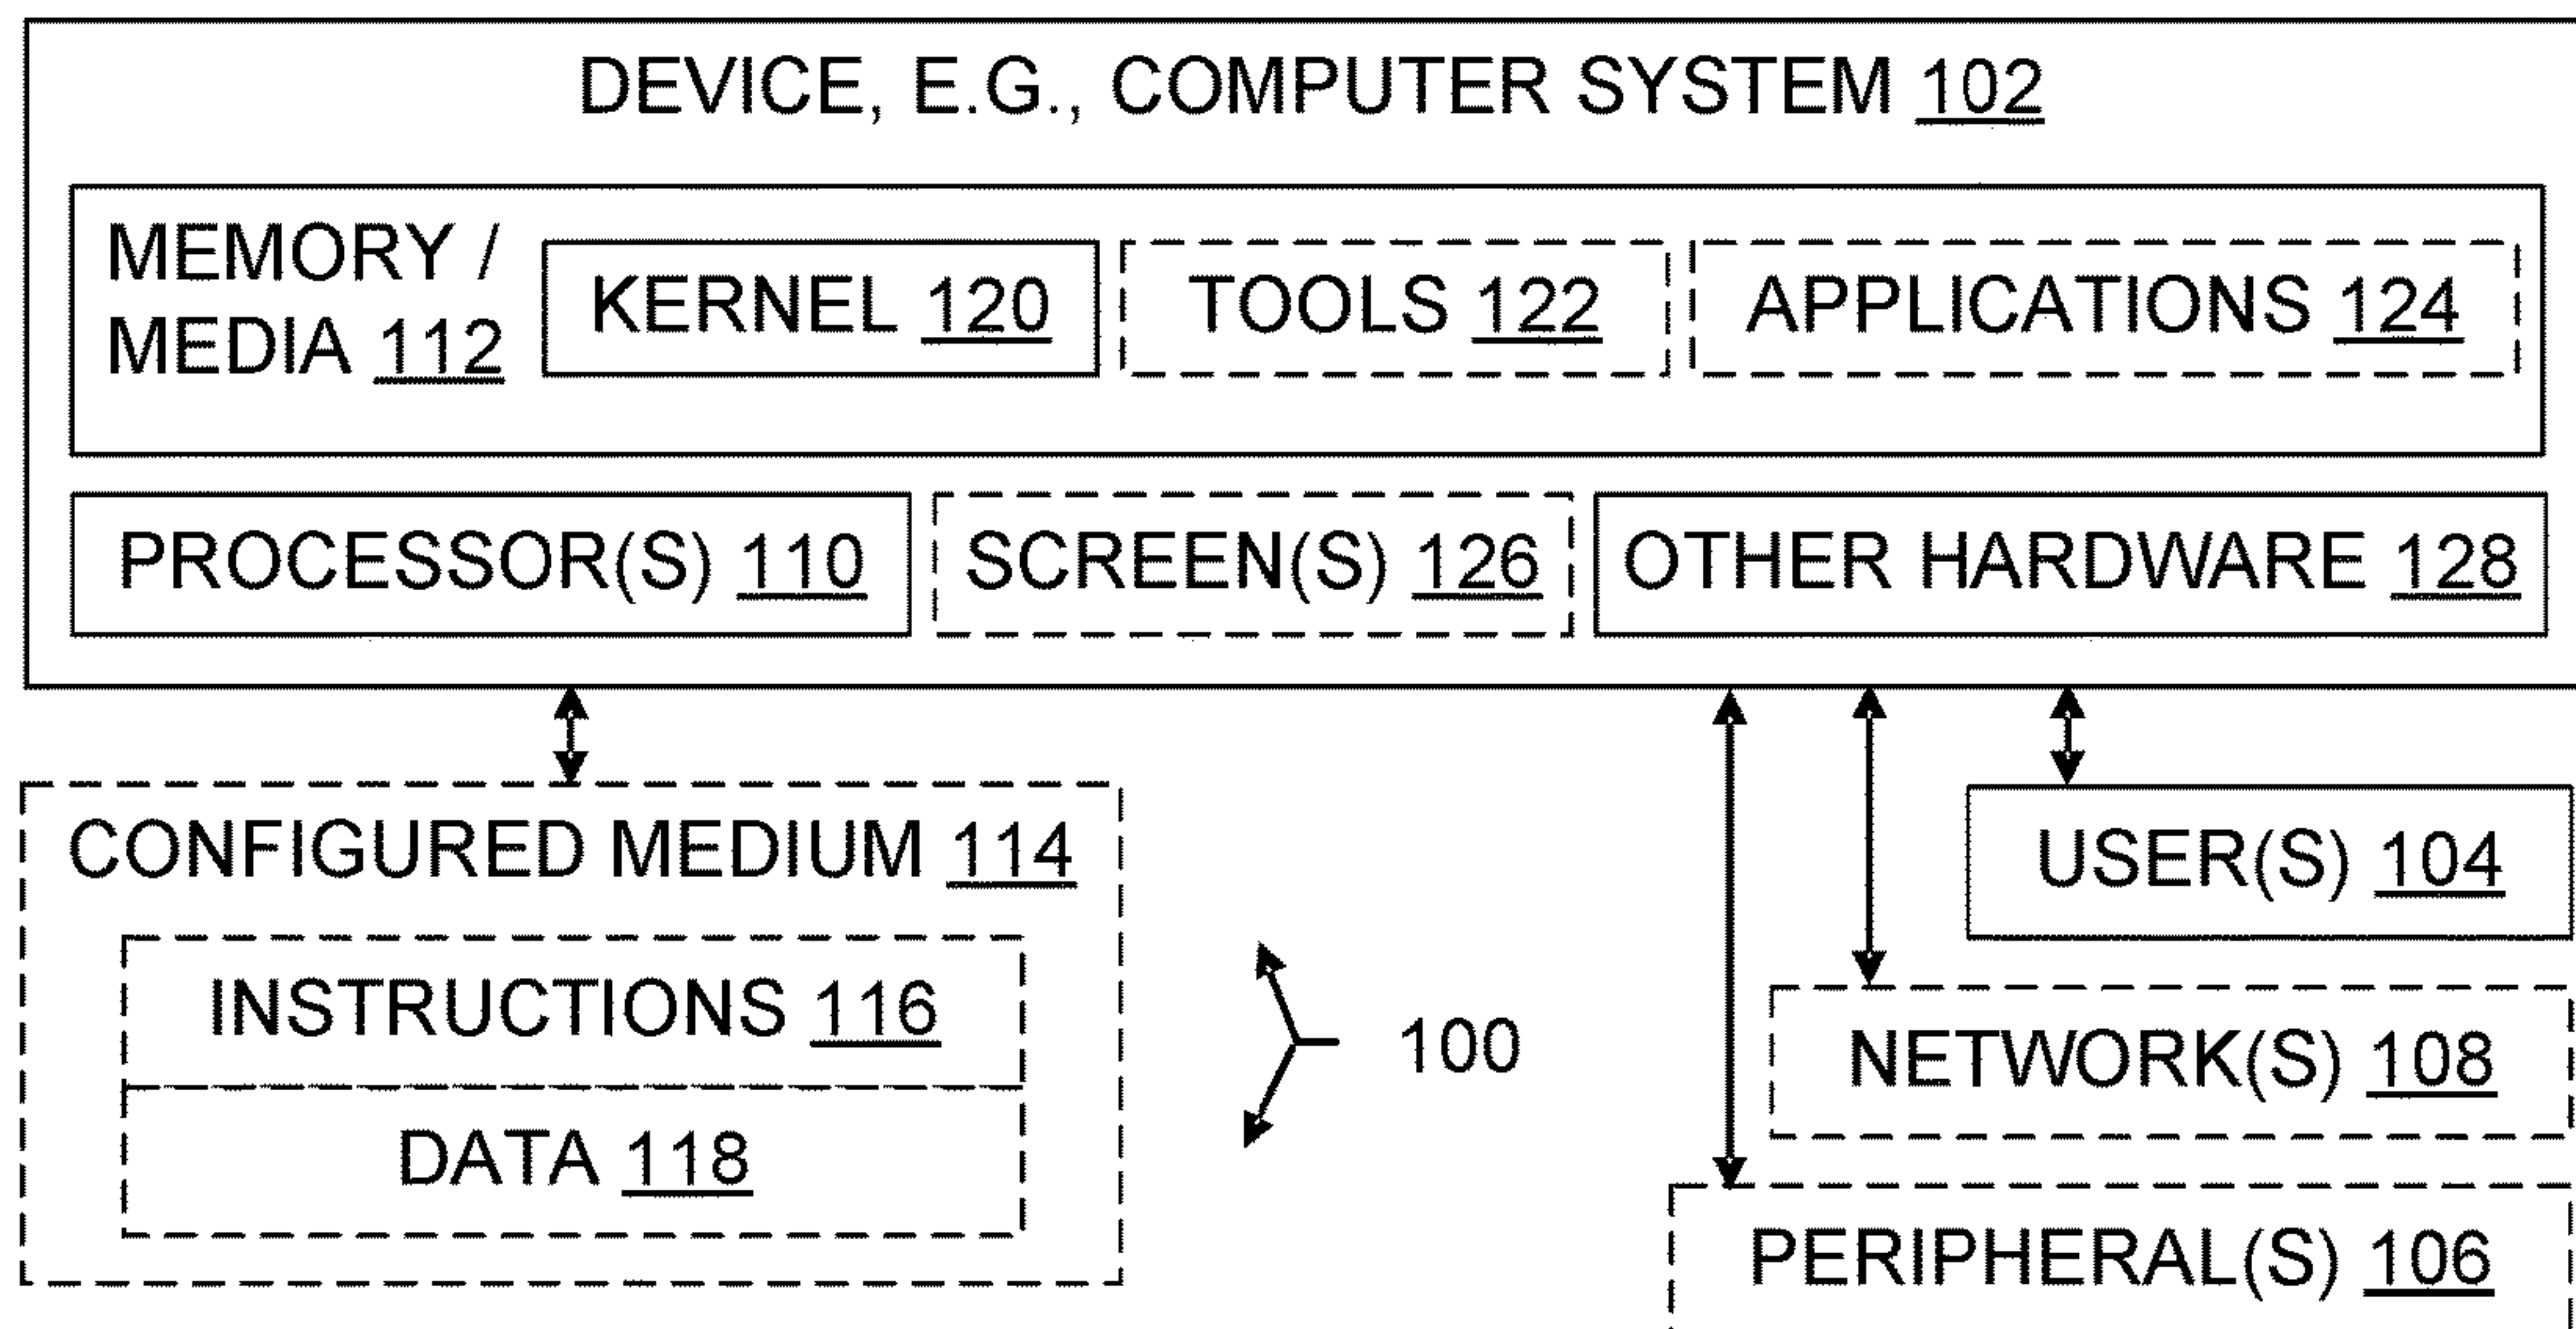 DEVICE, E.G., COMPUTER SYSTEM 102
MEMORY /
MEDIA 112
KERNEL 120
TOOLS 122
APPLICATIONS 124
PROCESSOR(S) 110
SCREEN(S) 126
OTHER HARDWARE 128
CONFIGURED MEDIUM 114
INSTRUCTIONS 116
DATA 118
100
USER(S) 104
NETWORK(S) 108
PERIPHERAL(S) 106